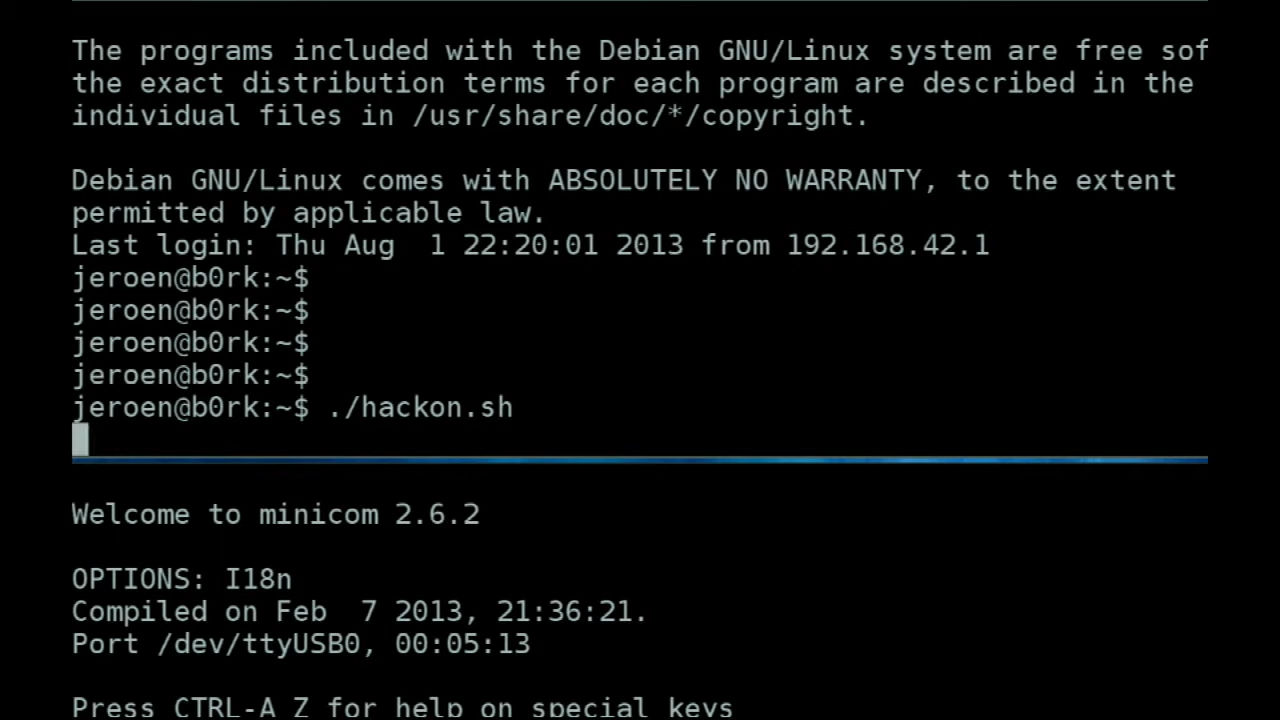 The programs included with the Debian GNU/Linux system are free sof
the exact distribution terms for each program are described in the
individual files in /usr/share/doc/*/copyright.
Debian GNU/Linux comes with ABSOLUTELY NO WARRANTY, to the extent
permitted by applicable law.
Last login: Thu Aug  1 22:20:01 2013 from 192.168.42.1
jeroen@b0rk:~$
jeroen@b0rk:~$
jeroen@b0rk:~$
jeroen@b0rk:~$
jeroen@b0rk:~$ ./hackon.sh
Welcome to minicom 2.6.2
OPTIONS: I18n
Compiled on Feb  7 2013, 21:36:21.
Port /dev/ttyUSB0, 00:05:13
Press CTRL-A Z for help on special keys